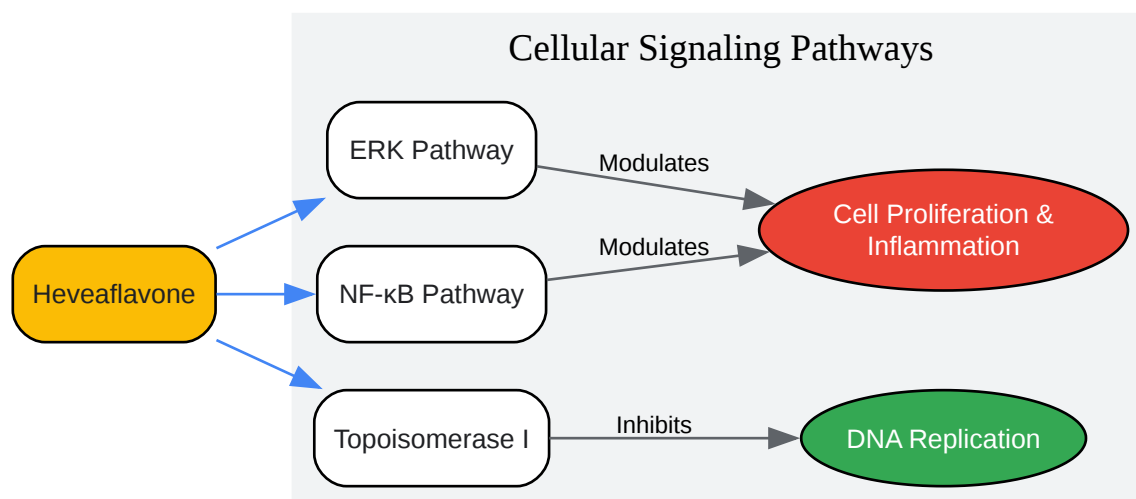 Cellular Signaling Pathways
ERK Pathway
Modulates
Cell Proliferation &
Inflammation
Heveaflavone
NF-κB Pathway
Modulates
Topoisomerase I
Inhibits
DNA Replication